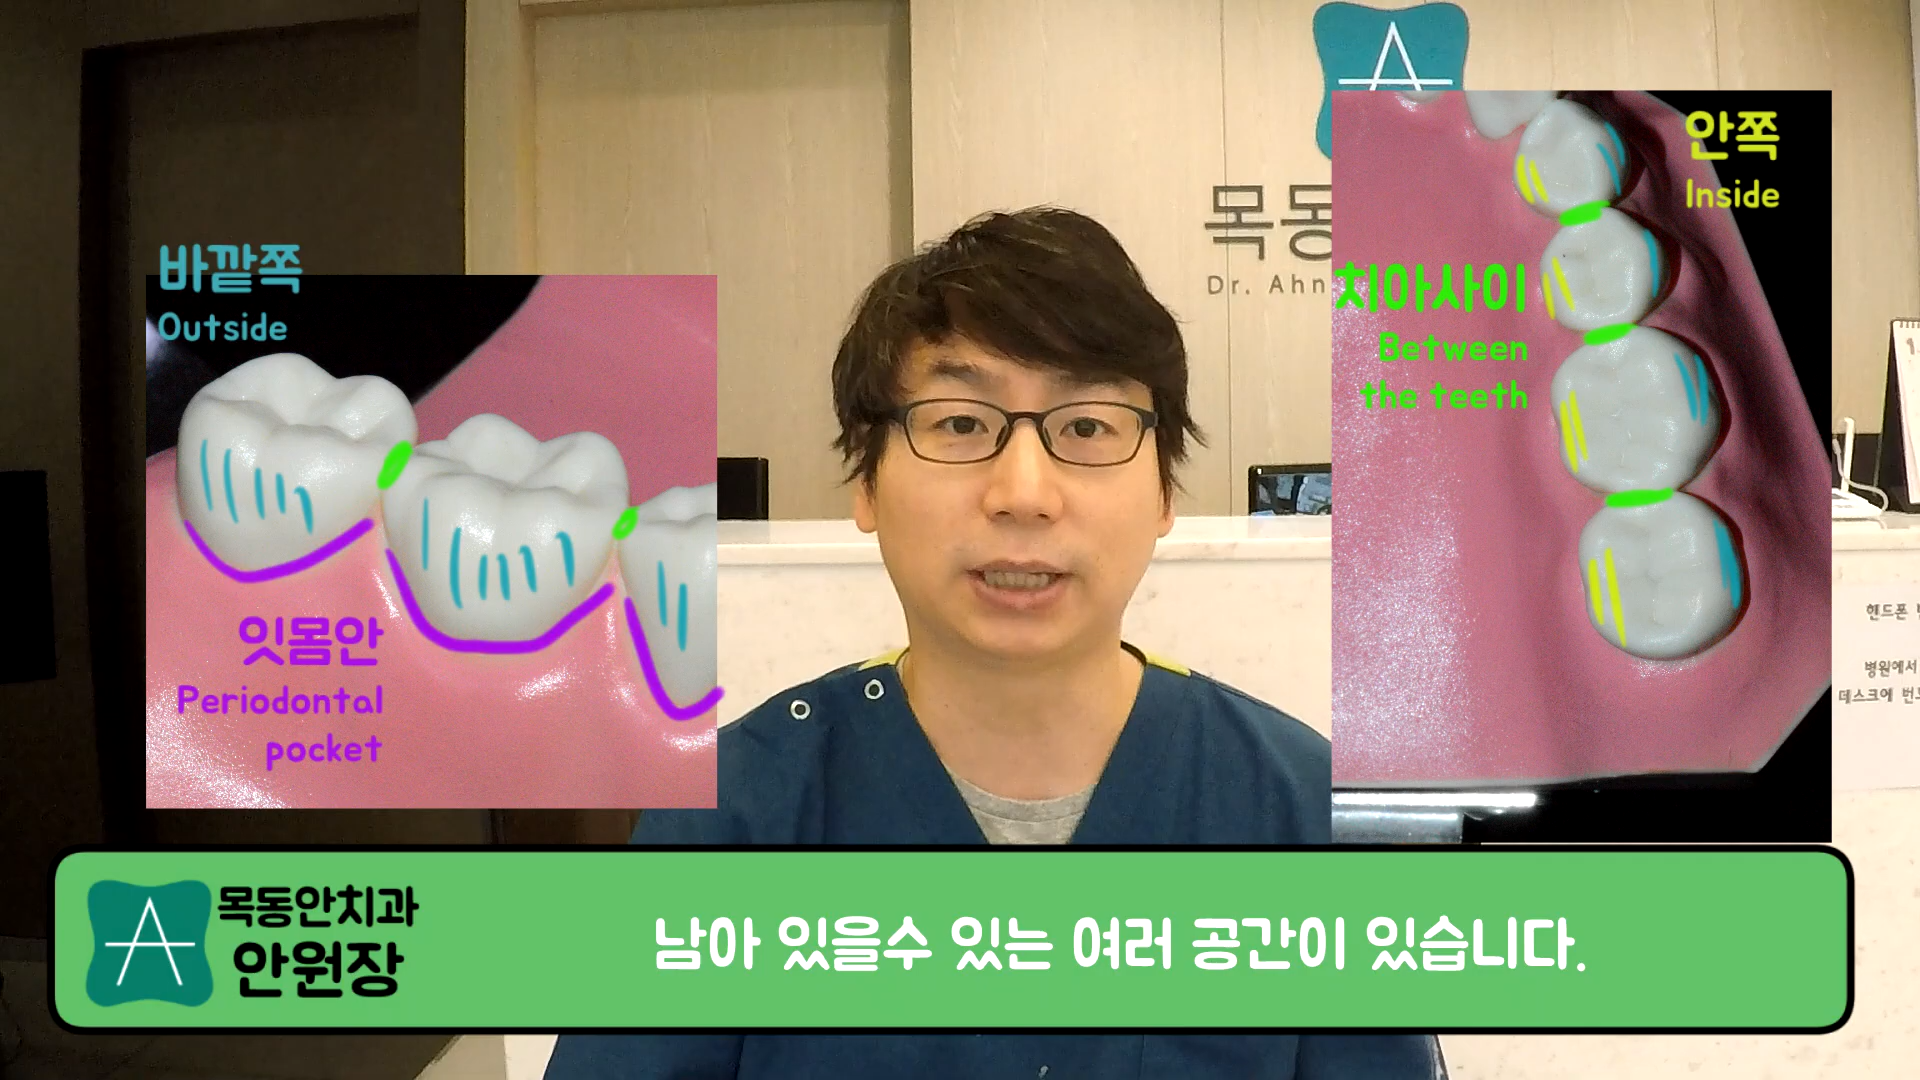 목동
Dr. Ahn
바깥쪽
Outside
잇몸안
Periodontal
pocket
안쪽
Inside
치아사이
Between
the teeth
핸드폰
병원에서
데스크에
목동안치과
안원장
남아 있을수 있는 여러 공간이 있습니다.